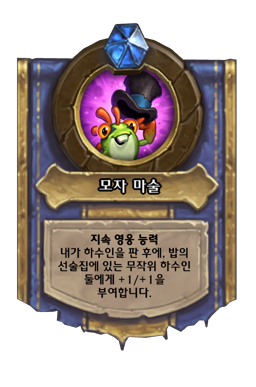 모자 마술
지속 영웅 능력
내가 하수인을 판 후에, 밥의
선술집에 있는 무작위 하수인
둘에게 +1/+1을
부여합니다.